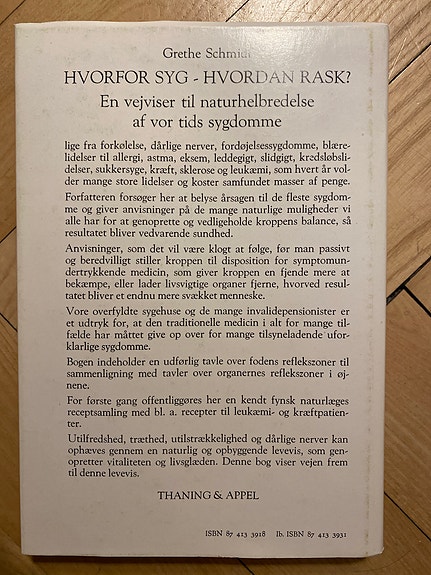 Grethe Schmidt
HVORFOR SYG - HVORDAN RASK?
En vejviser til naturhelbredelse
af vor tids sygdomme
lige fra forkølelse, dårlige nerver, fordøjelsessygdomme, blære-
lidelser til allergi, astma, eksem, leddegigt, slidgigt, kredsløbsli-
delser, sukkersyge, kræft, sklerose og leukæmi, som hvert år vol-
der mange store lidelser og koster samfundet masser af penge.
Forfatteren forsøger her at belyse årsagen til de fleste sygdom-
me og giver anvisninger på de mange naturlige muligheder vi
alle har for at genoprette og vedligeholde kroppens balance, så
resultatet bliver vedvarende sundhed.
Anvisninger, som det vil være klogt at følge, før man passivt
og beredvilligt stiller kroppen til disposition for symptomun-
dertrykkende medicin, som giver kroppen en fjende mere at
bekæmpe, eller lader livsvigtige organer fjerne, hvorved resul-
tatet bliver et endnu mere svækket menneske.
Vore overfyldte sygehuse og de mange invalidepensionister er
et udtryk for, at den traditionelle medicin i alt for mange til-
fælde har måttet give op over for mange tilsyneladende ufor-
klarlige sygdomme.
Bogen indeholder en udførlig tavle over fodens reflekszoner til
sammenligning med tavler over organernes reflekszoner i øj-
nene.
For første gang offentliggøres her en kendt fynsk naturlæges
receptsamling med bl. a. recepter til leukæmi- og kræftpatien-
ter.
Utilfredshed, træthed, utilstrækkelighed og dårlige nerver kan
ophæves gennem en naturlig og opbyggende levevis, som gen-
opretter vitaliteten og livsglæden. Denne bog viser vejen frem
til denne levevis.
THANING & APPEL
ISBN 87 413 3918 Ib. ISBN 87 413 3931